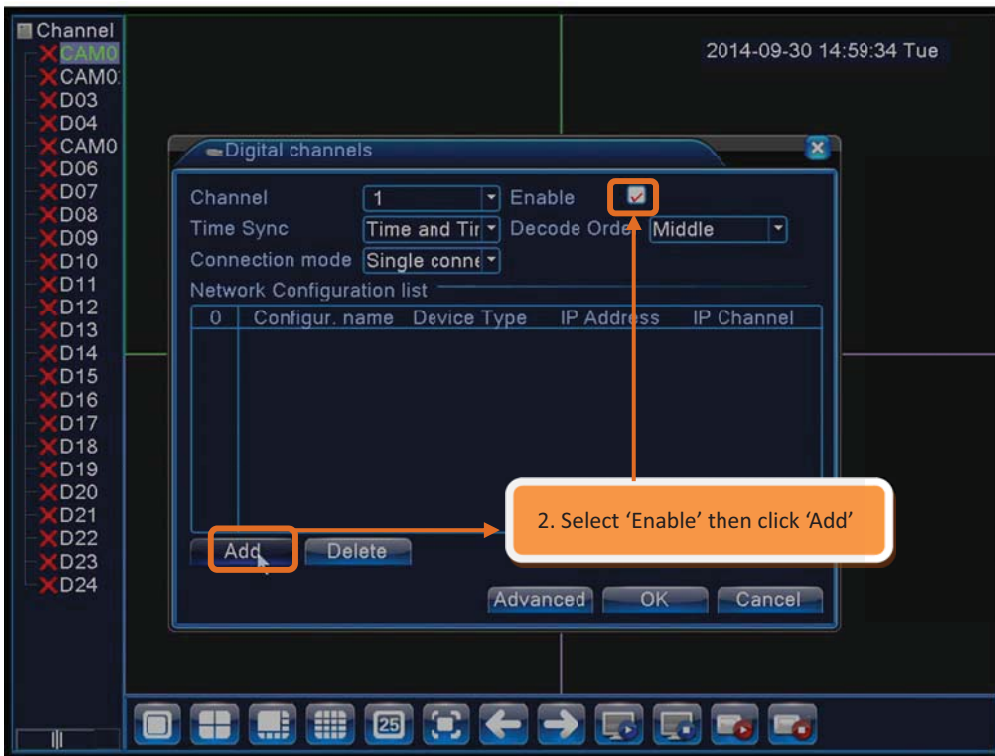 Channel
CAM0
2014-09-30 14:59:34 Tue
CAM0
D03
D04
CAM0
D06
D07
D08
D09
D10
D11
D12
D13
D14
D15
D16
D17
D18
D19
D20
D21
D22
D23
D24
Digital channels
Channel 1 Enable
Time Sync Time and Tir Decode Order Middle
Connection mode Single conne
Network Configuration list
0 Configur. name Device Type IP Address IP Channel
2. Select ‘Enable’ then click ‘Add’
Add Delete
Advanced OK Cancel
25